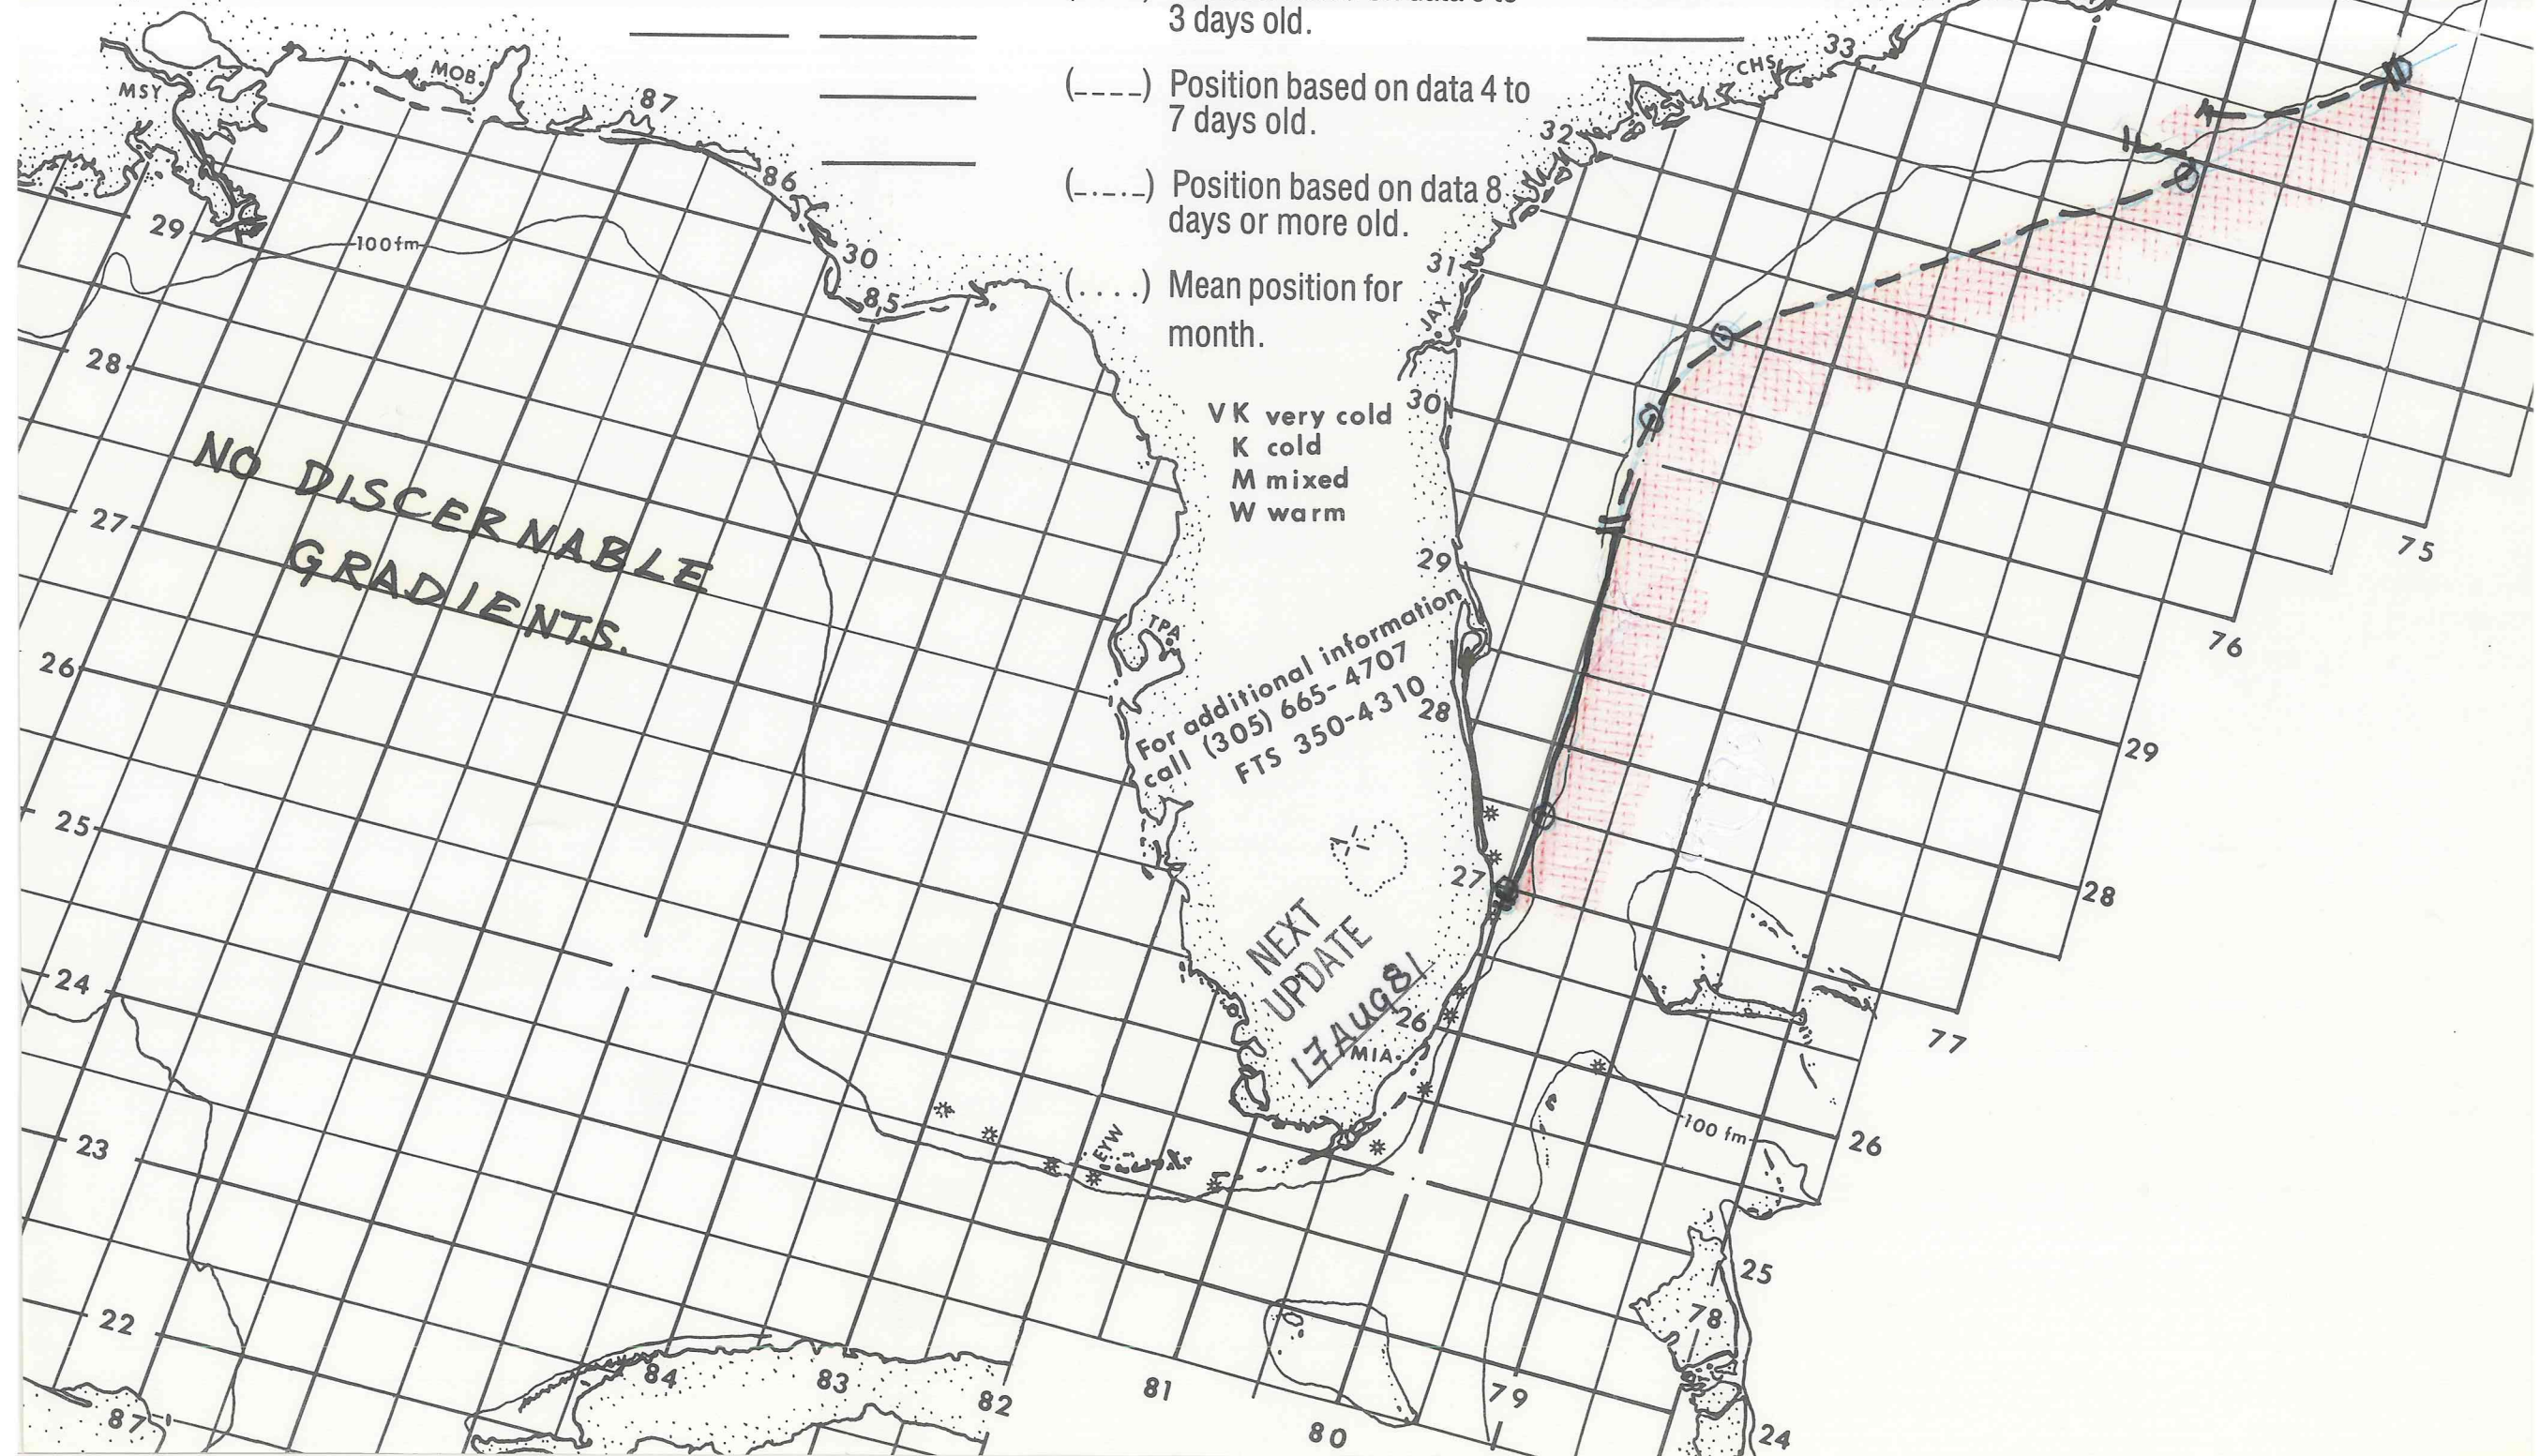 3 days old.
(____) Position based on data 4 to
7 days old.
(_._._) Position based on data 8
days or more old.
(....) Mean position for
month.
VK very cold
K cold
M mixed
W warm
For additional information
call (305) 665-4707
FTS 350-4310
NEXT
UPDATE
17 AUG 81
NO DISCERNABLE
GRADIENTS.
MSY
MOB
87
86
30
85
29
100fm
28
27
26
25
24
23
22
87
84
83
82
81
80
79
78
24
25
26
100 fm
77
28
29
76
75
33
CHS
32
31
JAX
30
29
28
27
26
MIA
TPA
EYW